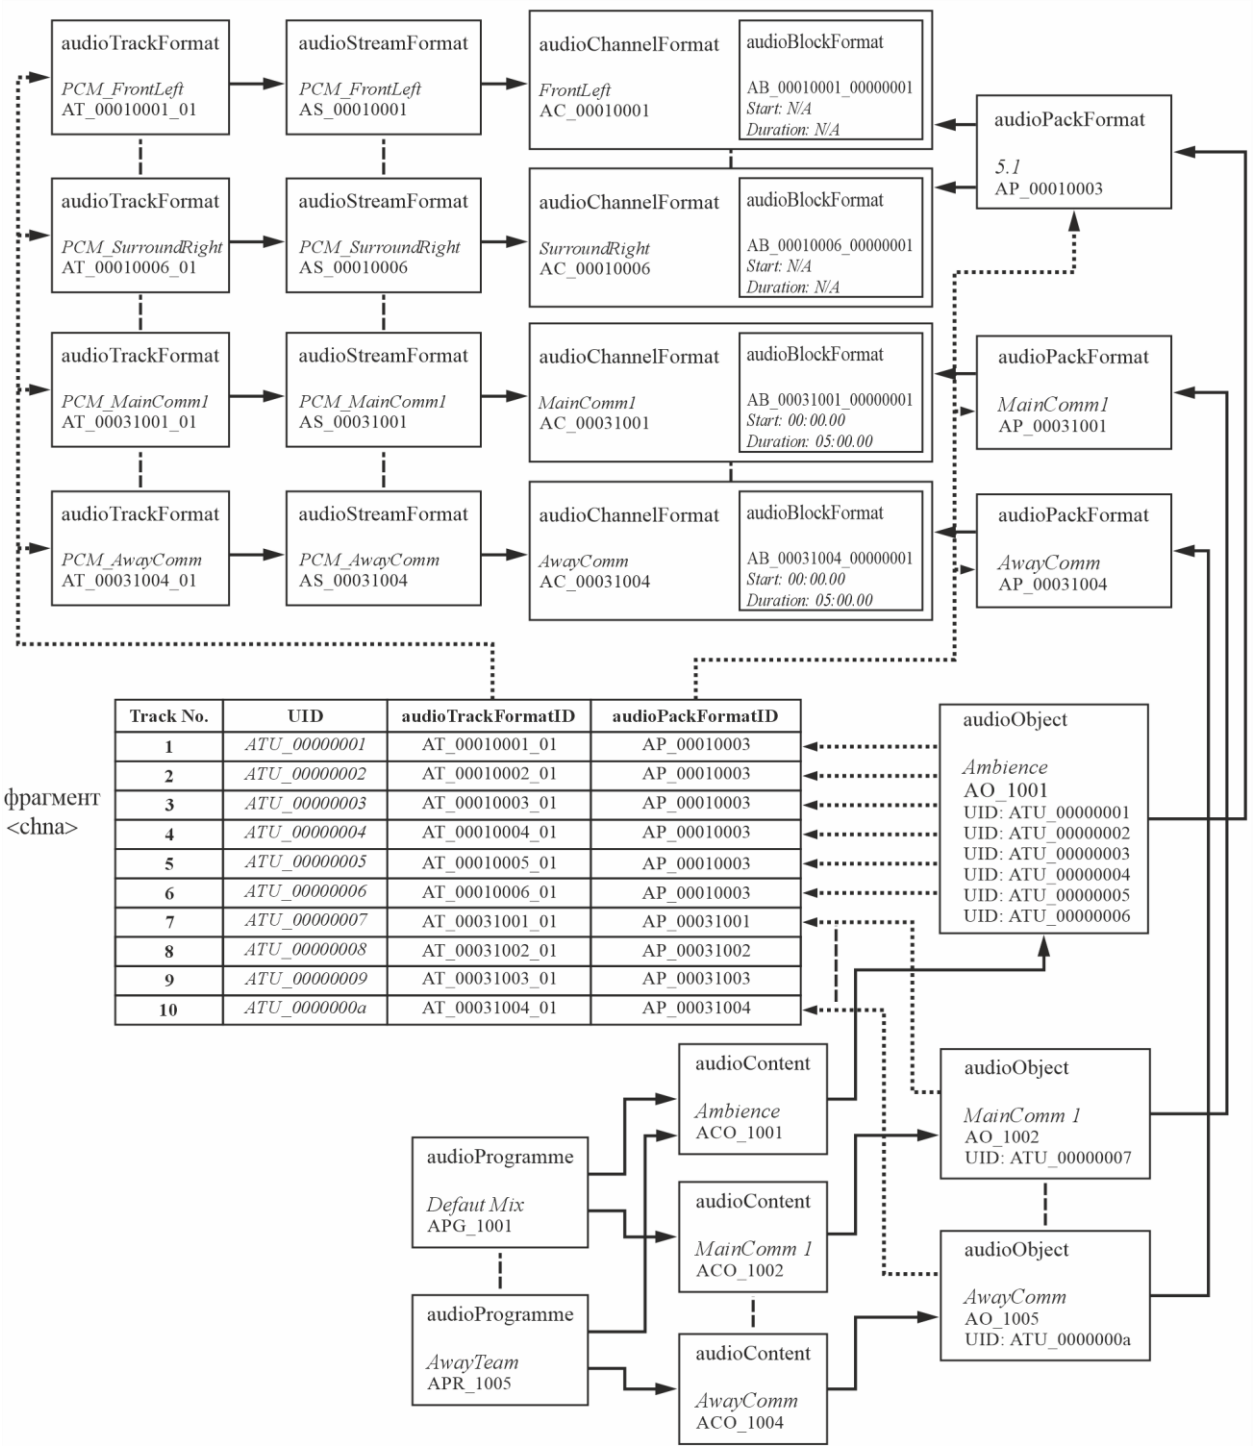 audioTrackFormat
PCM_FrontLeft
AT_00010001_01
audioStreamFormat
PCM_FrontLeft
AS_00010001
audioChannelFormat
FrontLeft
AC_00010001
audioBlockFormat
AB_00010001_00000001
Start: N/A
Duration: N/A
audioPackFormat
5.1
AP_00010003
audioTrackFormat
PCM_SurroundRight
AT_00010006_01
audioStreamFormat
PCM_SurroundRight
AS_00010006
audioChannelFormat
SurroundRight
AC_00010006
audioBlockFormat
AB_00010006_00000001
Start: N/A
Duration: N/A
audioTrackFormat
PCM_MainComm1
AT_00031001_01
audioStreamFormat
PCM_MainComm1
AS_00031001
audioChannelFormat
MainComm1
AC_00031001
audioBlockFormat
AB_00031001_00000001
Start: 00:00.00
Duration: 05:00.00
audioPackFormat
MainComm1
AP_00031001
audioTrackFormat
PCM_AwayComm
AT_00031004_01
audioStreamFormat
PCM_AwayComm
AS_00031004
audioChannelFormat
AwayComm
AC_00031004
audioBlockFormat
AB_00031004_00000001
Start: 00:00.00
Duration: 05:00.00
audioPackFormat
AwayComm
AP_00031004
фрагмент
<chna>
Track No. UID audioTrackFormatID audioPackFormatID
1 ATU_00000001 AT_00010001_01 AP_00010003
2 ATU_00000002 AT_00010002_01 AP_00010003
3 ATU_00000003 AT_00010003_01 AP_00010003
4 ATU_00000004 AT_00010004_01 AP_00010003
5 ATU_00000005 AT_00010005_01 AP_00010003
6 ATU_00000006 AT_00010006_01 AP_00010003
7 ATU_00000007 AT_00031001_01 AP_00031001
8 ATU_00000008 AT_00031002_01 AP_00031002
9 ATU_00000009 AT_00031003_01 AP_00031003
10 ATU_0000000a AT_00031004_01 AP_00031004
audioObject
Ambience
AO_1001
UID: ATU_00000001
UID: ATU_00000002
UID: ATU_00000003
UID: ATU_00000004
UID: ATU_00000005
UID: ATU_00000006
audioProgramme
Defaut Mix
APG_1001
audioProgramme
AwayTeam
APR_1005
audioContent
Ambience
ACO_1001
audioContent
MainComm 1
ACO_1002
audioContent
AwayComm
ACO_1004
audioObject
MainComm 1
AO_1002
UID: ATU_00000007
audioObject
AwayComm
AO_1005
UID: ATU_0000000a